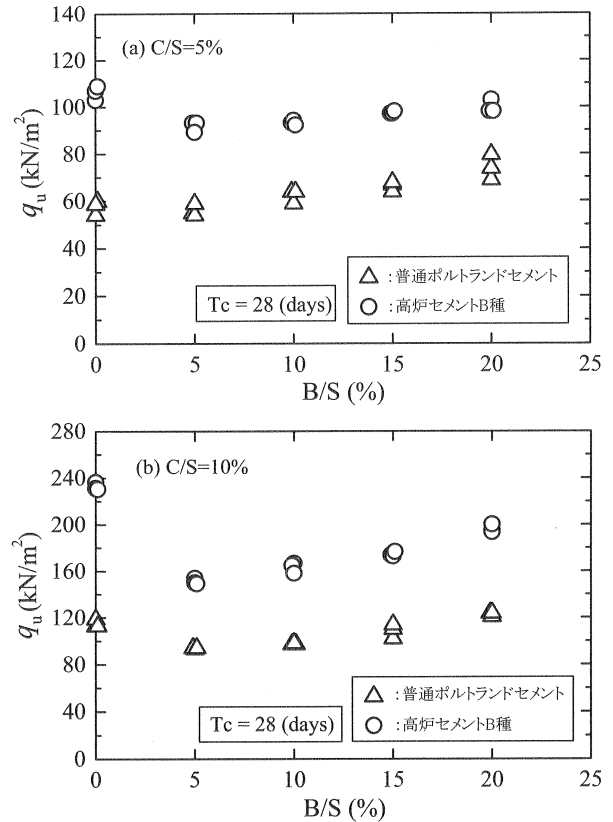 140
(a) C/S=5%
120
100
80
60
40
20
0
qu (kN/m²)
△ :普通ポルトランドセメント
○ :高炉セメントB種
Tc = 28 (days)
0 5 10 15 20 25
B/S (%)
280
(b) C/S=10%
240
200
160
120
80
40
0
qu (kN/m²)
△ :普通ポルトランドセメント
○ :高炉セメントB種
Tc = 28 (days)
0 5 10 15 20 25
B/S (%)